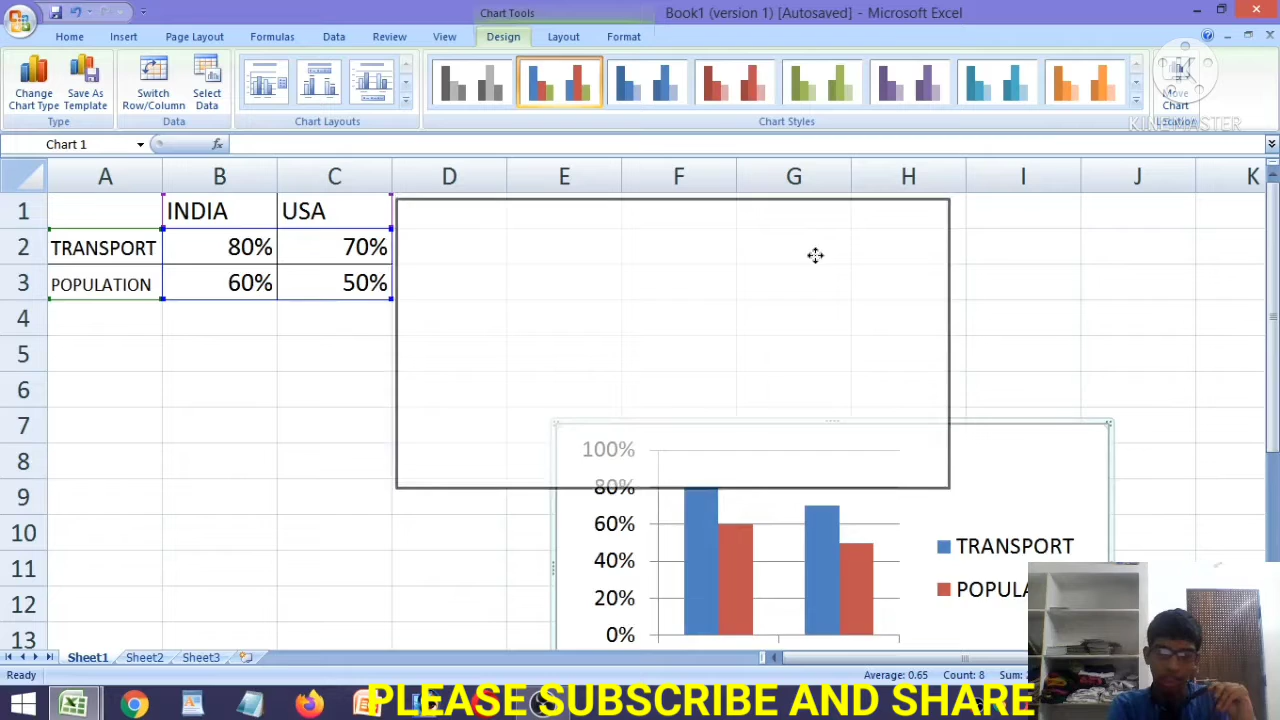 Chart Tools
Book1 (version 1) [Autosaved] - Microsoft Excel
Home Insert Page Layout Formulas Data Review View Design Layout Format
Change Chart Type
Save As Template
Switch Row/Column
Select Data
Move Chart
Type Data Chart Layouts Chart Styles Location
KINEMASTER
Chart 1 fx
A B C D E F G H I J K
1 INDIA USA
2 TRANSPORT 80% 70%
3 POPULATION 60% 50%
4
5
6
7
8
9
10
11
12
13
100%
80%
60%
40%
20%
0%
TRANSPORT
POPULA
Sheet1 Sheet2 Sheet3
Ready Average: 0.65 Count: 8 Sum: 2
PLEASE SUBSCRIBE AND SHARE